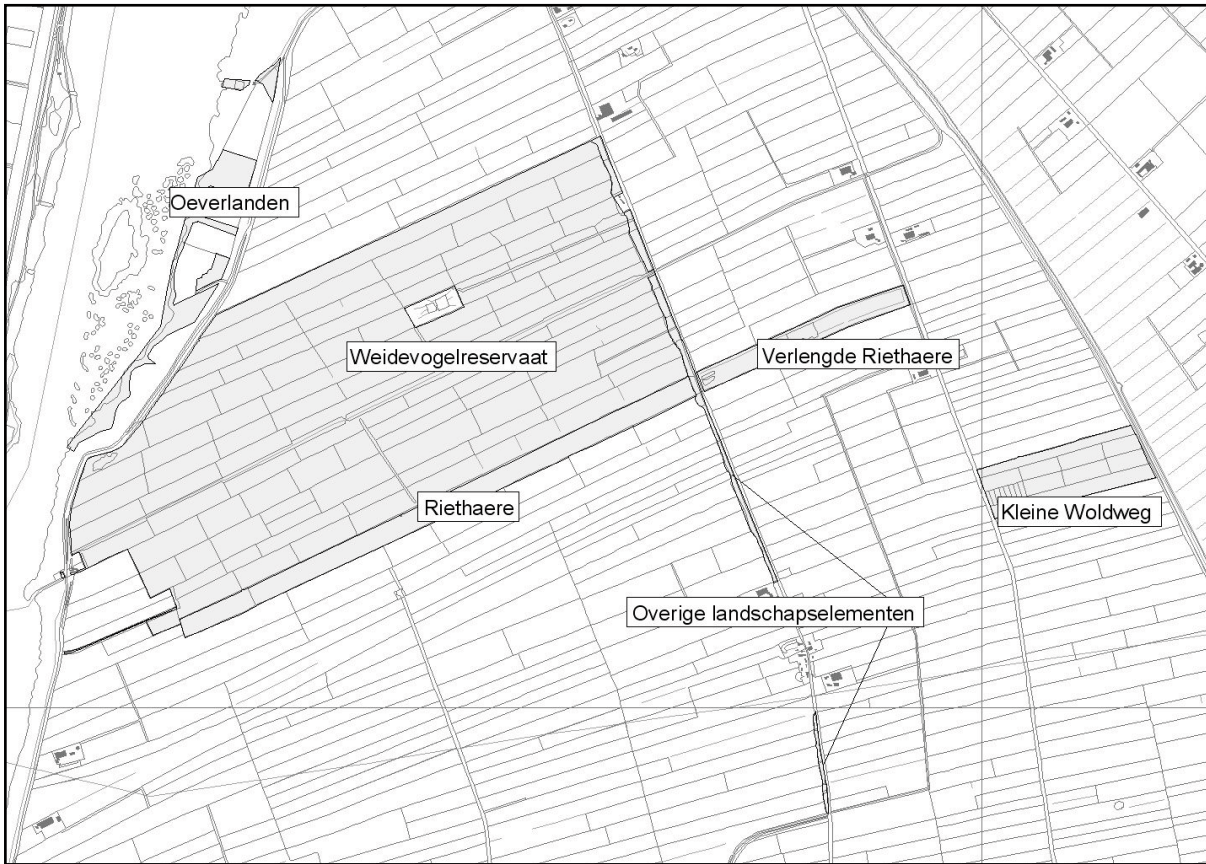 Oeverlanden
Weidevogelreservaat
Verlengde Riethaere
Riethaere
Kleine Woldweg
Overige landschapselementen